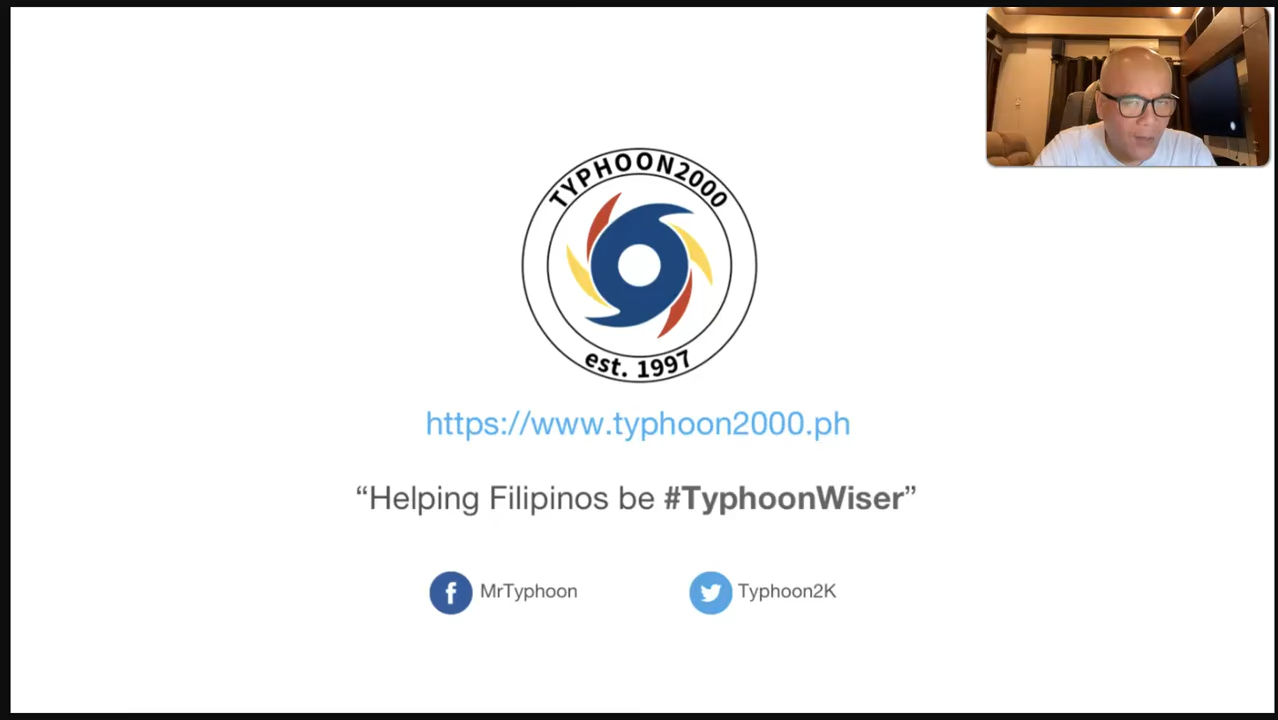 TYPHOON2000
est. 1997
https://www.typhoon2000.ph
“Helping Filipinos be #TyphoonWiser”
f MrTyphoon
Typhoon2K